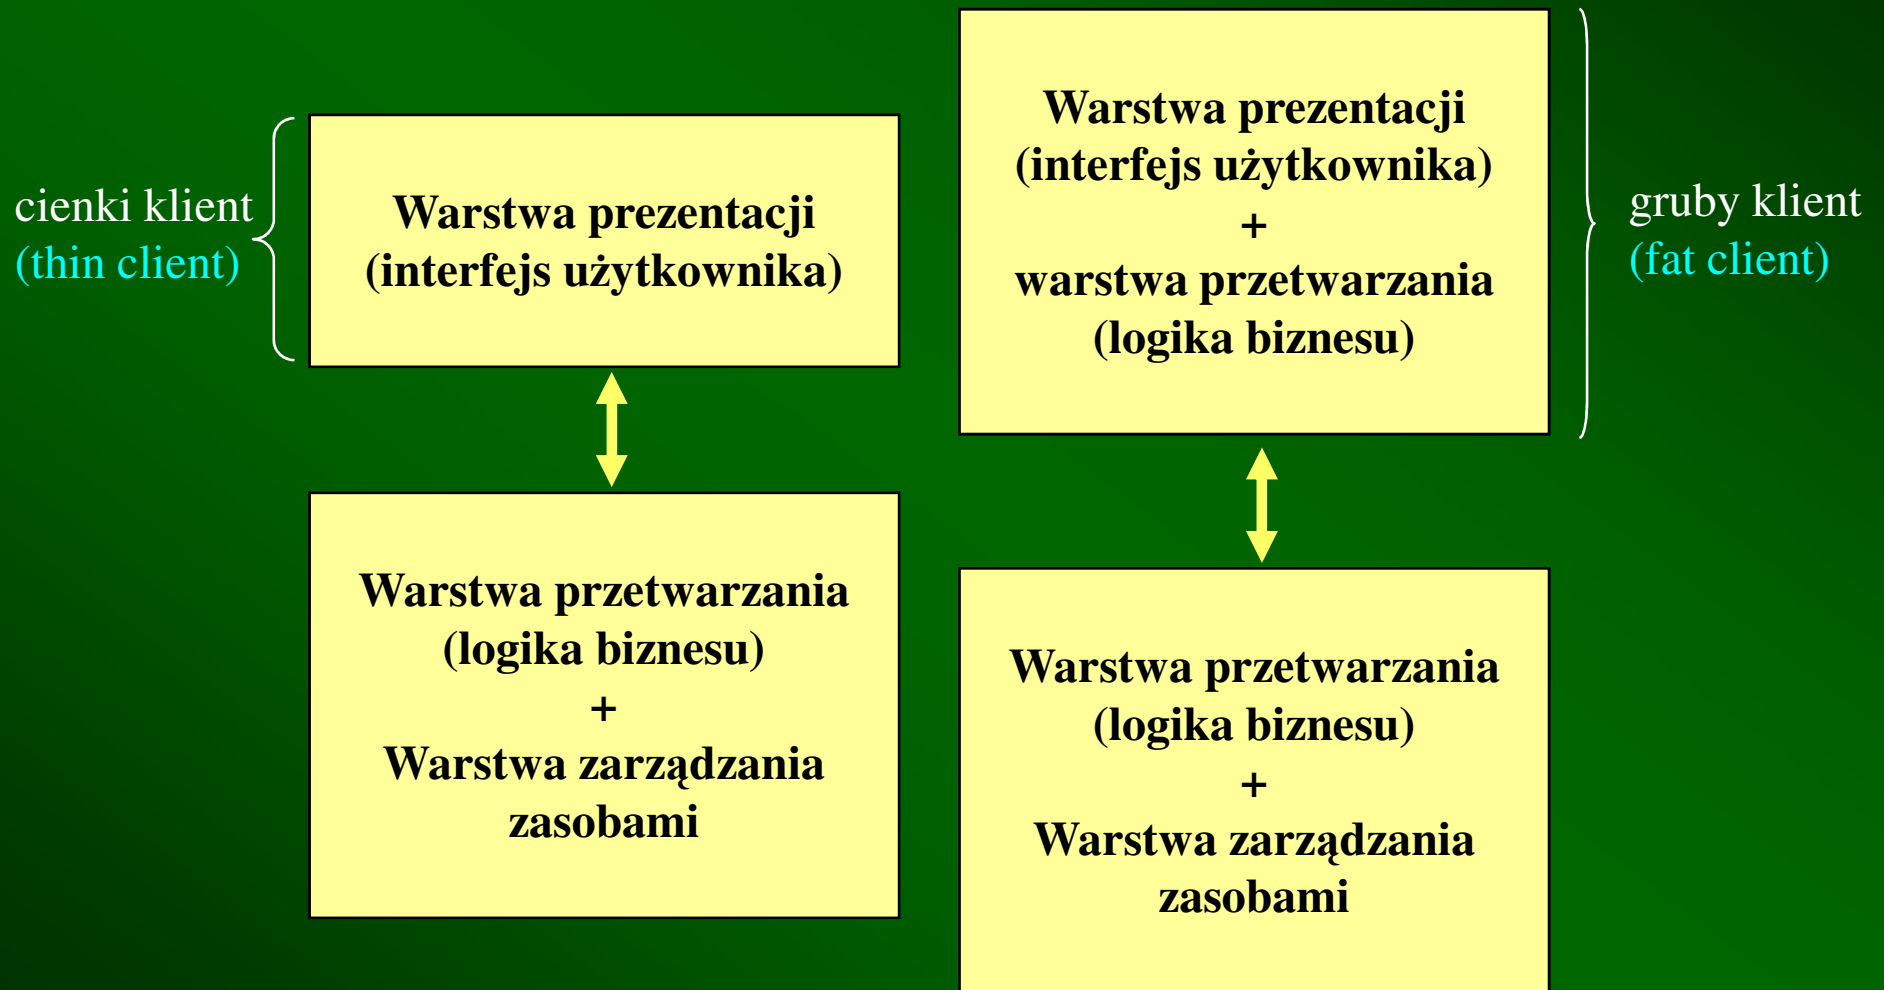 cienki klient
(thin client)
Warstwa prezentacji
(interfejs użytkownika)
Warstwa przetwarzania
(logika biznesu)
+
Warstwa zarządzania
zasobami
Warstwa prezentacji
(interfejs użytkownika)
+
warstwa przetwarzania
(logika biznesu)
gruby klient
(fat client)
Warstwa przetwarzania
(logika biznesu)
+
Warstwa zarządzania
zasobami